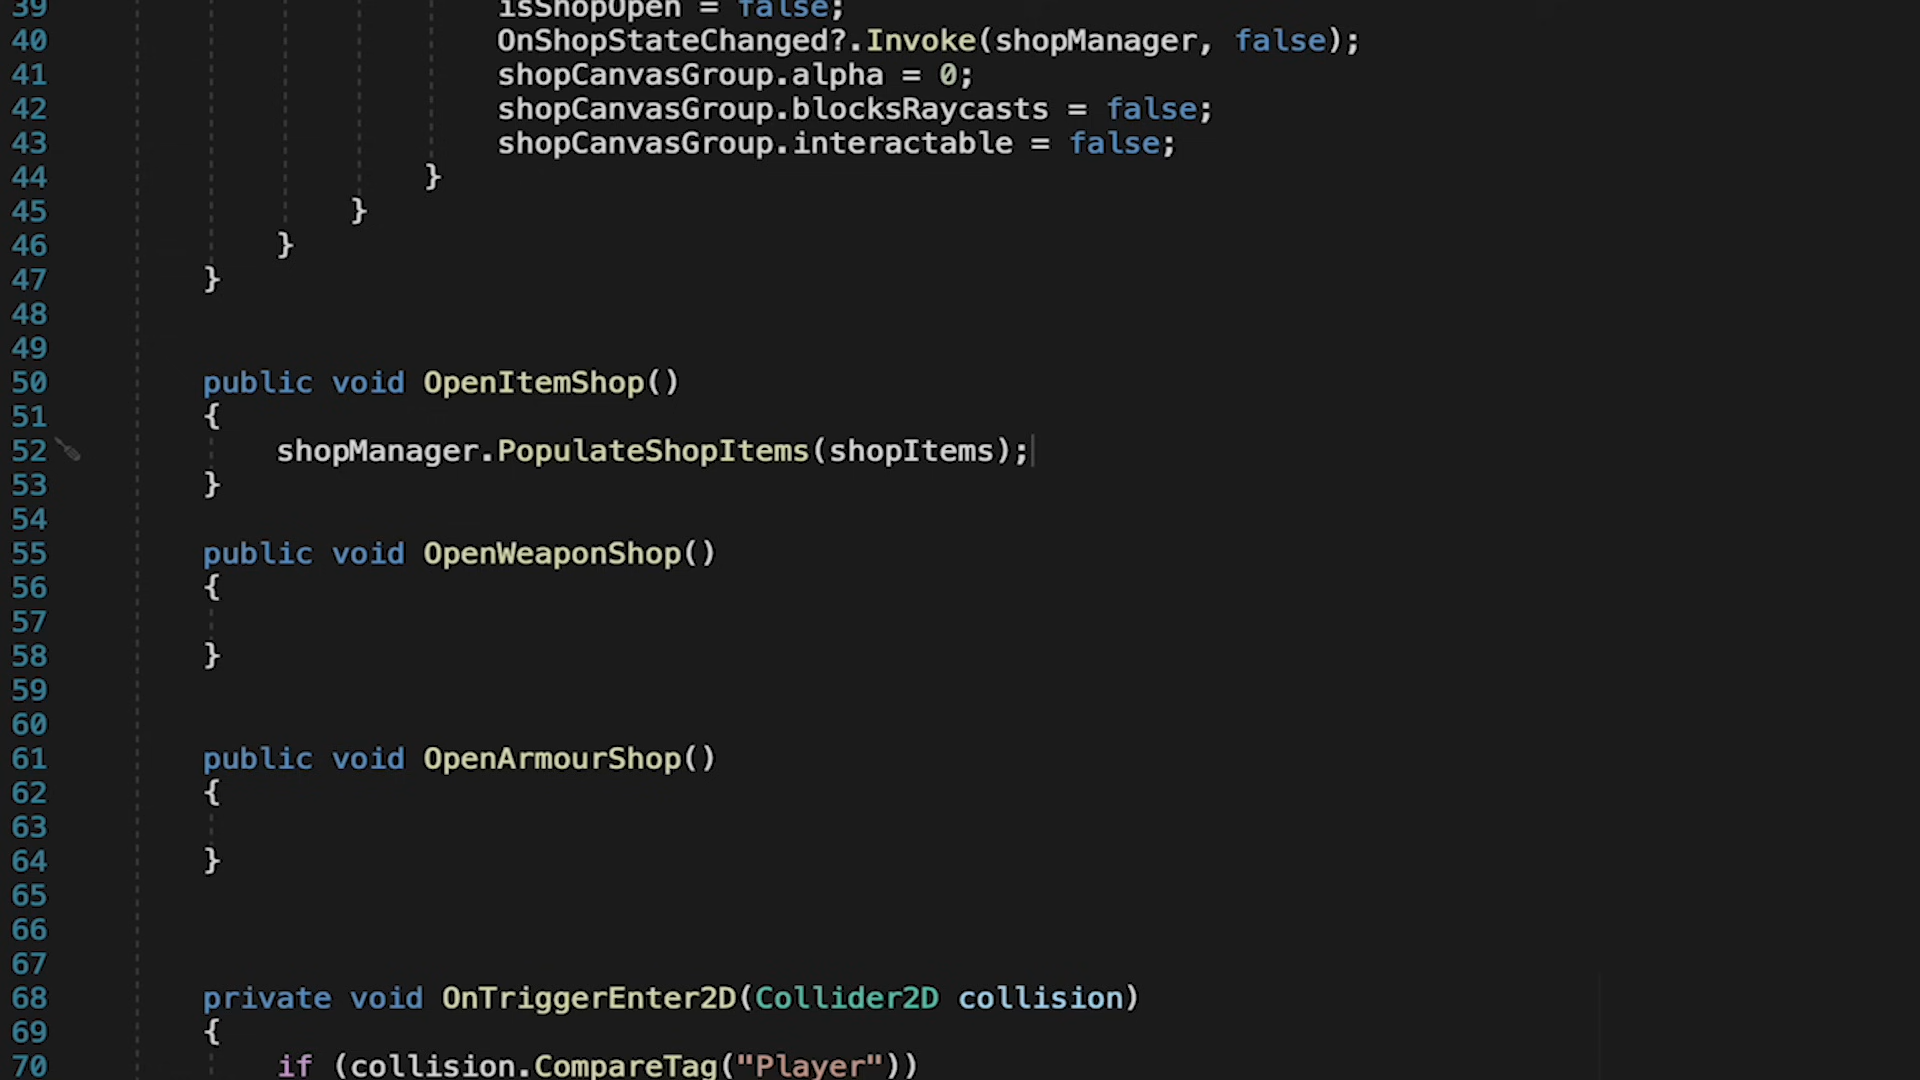 39 isShopOpen = false;
40 OnShopStateChanged?.Invoke(shopManager, false);
41 shopCanvasGroup.alpha = 0;
42 shopCanvasGroup.blocksRaycasts = false;
43 shopCanvasGroup.interactable = false;
44 }
45 }
46 }
47 }
48
49
50 public void OpenItemShop()
51 {
52 shopManager.PopulateShopItems(shopItems);
53 }
54
55 public void OpenWeaponShop()
56 {
57
58 }
59
60
61 public void OpenArmourShop()
62 {
63
64 }
65
66
67
68 private void OnTriggerEnter2D(Collider2D collision)
69 {
70 if (collision.CompareTag("Player"))